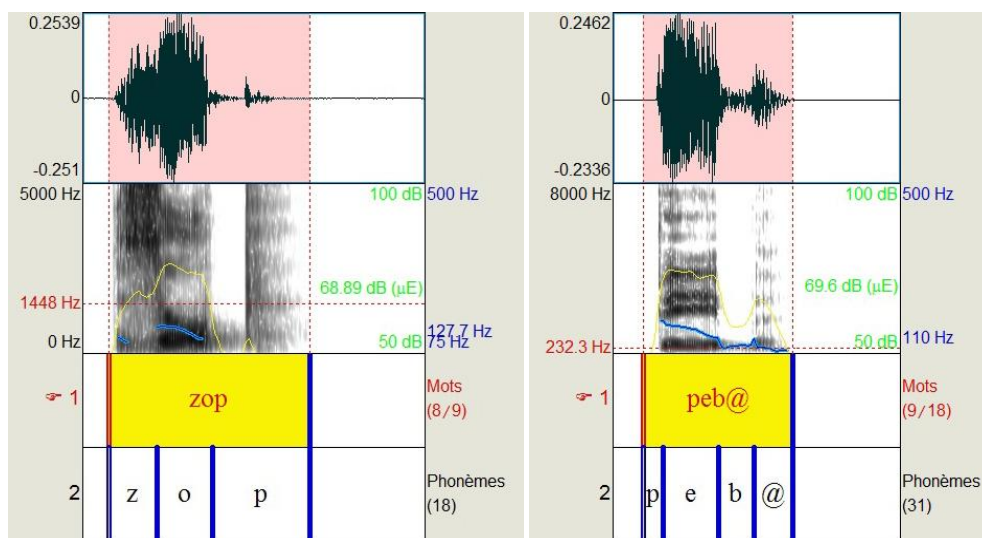 0.2539
0
-0.251
5000 Hz
100 dB 500 Hz
68.89 dB (µE)
1448 Hz
127.7 Hz
0 Hz
50 dB 75 Hz
☞ 1
zop
Mots
(8/9)
2
z o p
Phonèmes
(18)
0.2462
0
-0.2336
8000 Hz
100 dB 500 Hz
69.6 dB (µE)
110 Hz
232.3 Hz
50 dB
☞ 1
peb@
Mots
(9/18)
2
p e b @
Phonèmes
(31)